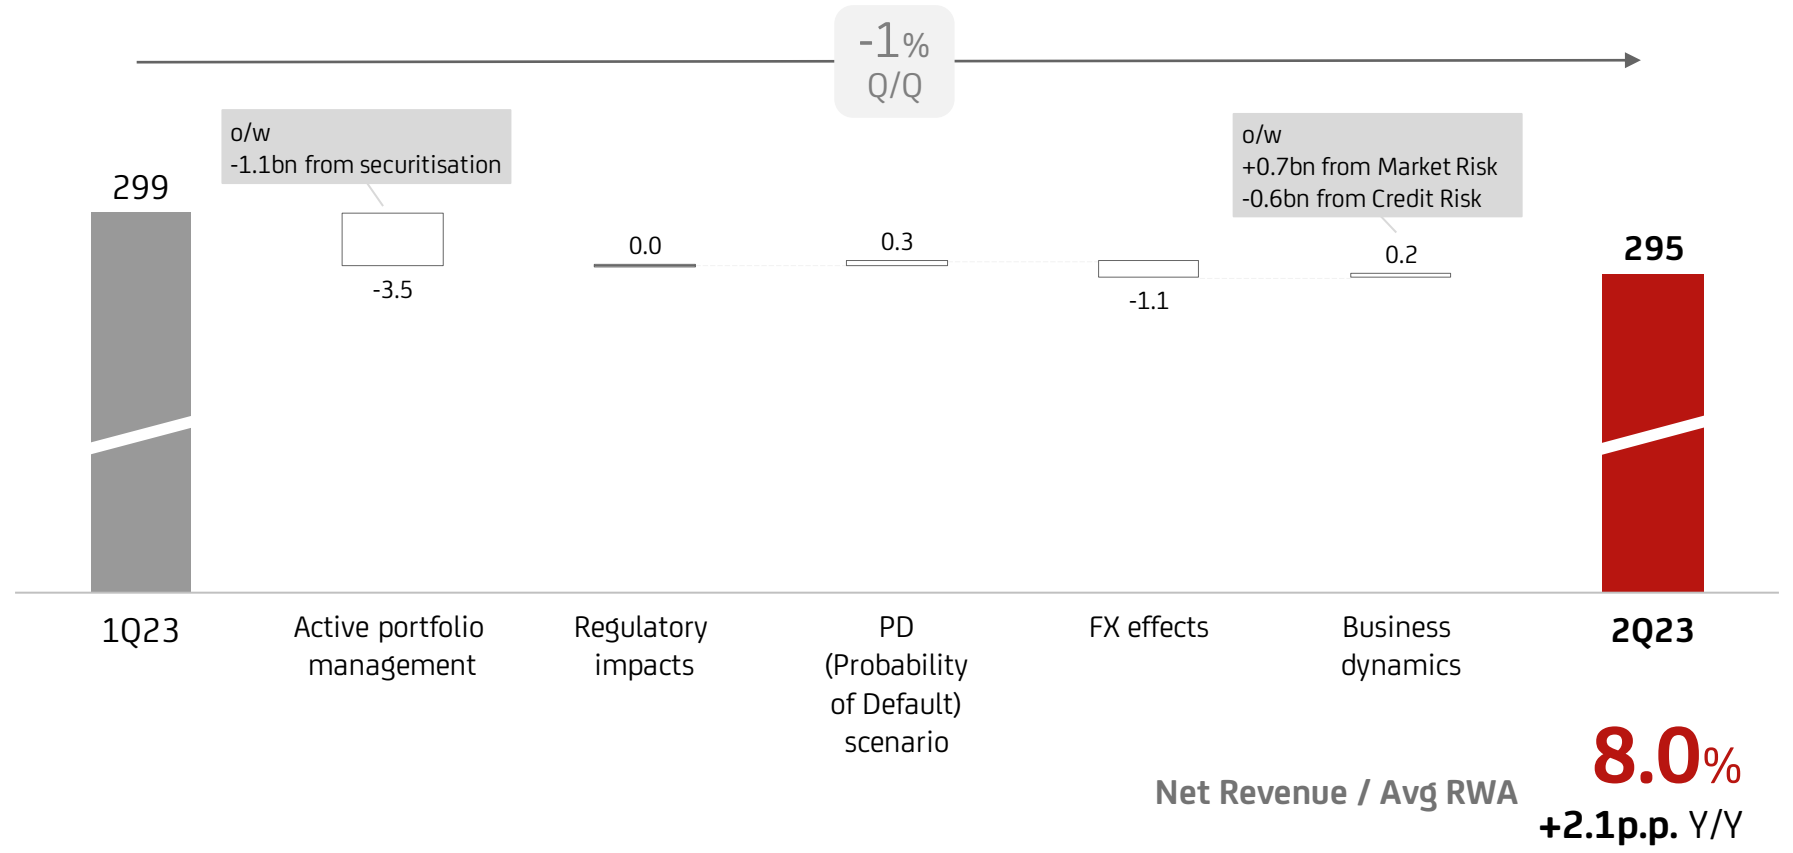 -1%
Q/Q
o/w
-1.1bn from securitisation
o/w
+0.7bn from Market Risk
-0.6bn from Credit Risk
299
-3.5
0.0
0.3
-1.1
0.2
295
1Q23
Active portfolio
management
Regulatory
impacts
PD
(Probability
of Default)
scenario
FX effects
Business
dynamics
2Q23
Net Revenue / Avg RWA
8.0%
+2.1p.p. Y/Y